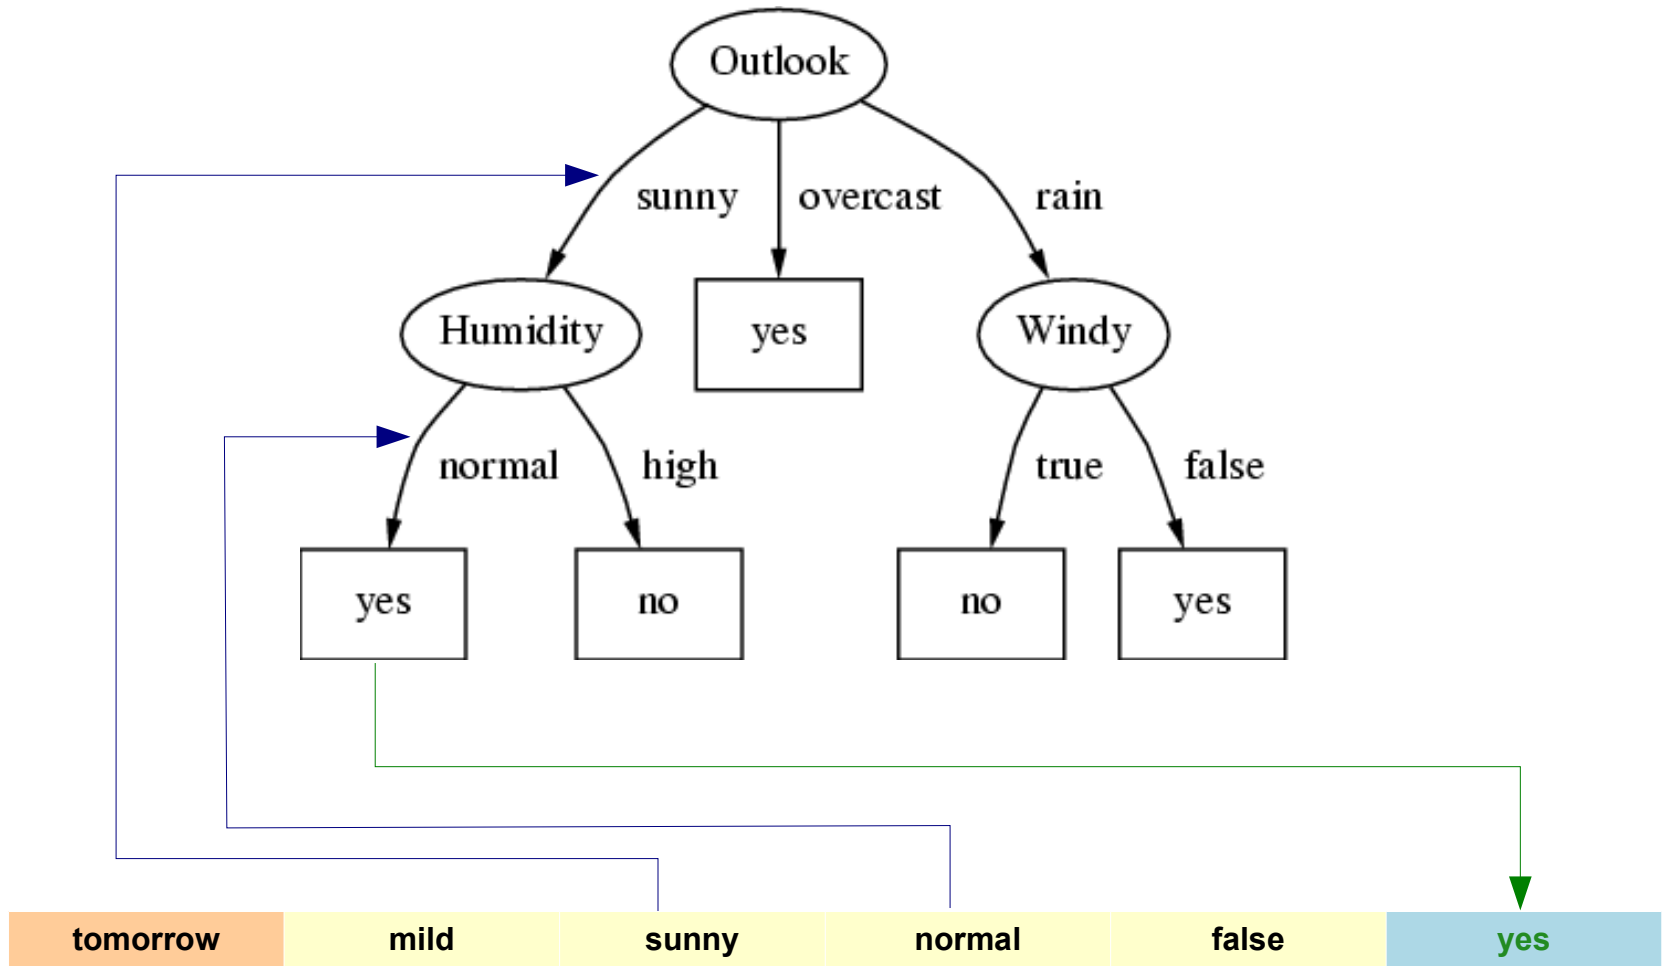 Outlook
sunny overcast rain
Humidity yes Windy
normal high true false
yes no no yes
tomorrow mild sunny normal false yes